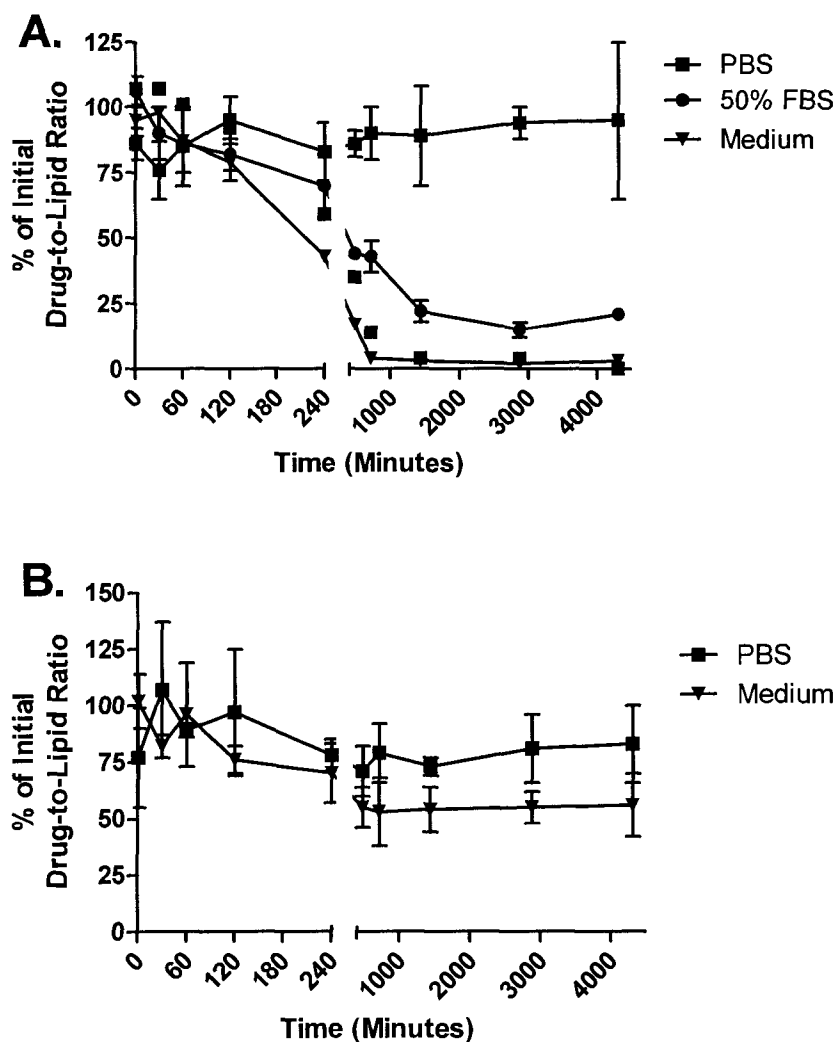 A.
% of Initial
Drug-to-Lipid Ratio
125
100
75
50
25
0
0
60
120
180
240
1000
2000
3000
4000
Time (Minutes)
PBS
50% FBS
Medium
B.
% of Initial
Drug-to-Lipid Ratio
150
125
100
75
50
25
0
0
60
120
180
240
1000
2000
3000
4000
Time (Minutes)
PBS
Medium